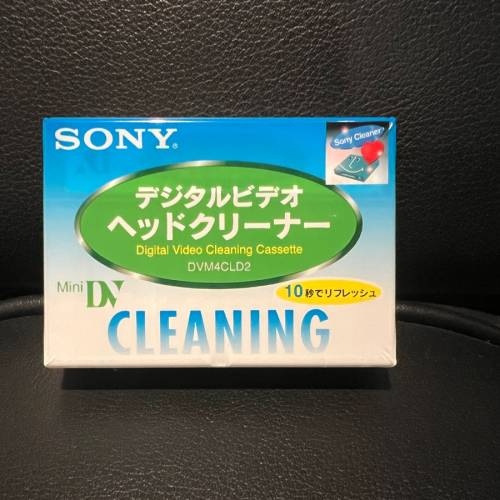 SONY®
Sony Cleaner
デジタルビデオ
ヘッドクリーナー
Digital Video Cleaning Cassette
DVM4CLD2
Mini DV
10秒でリフレッシュ
CLEANING